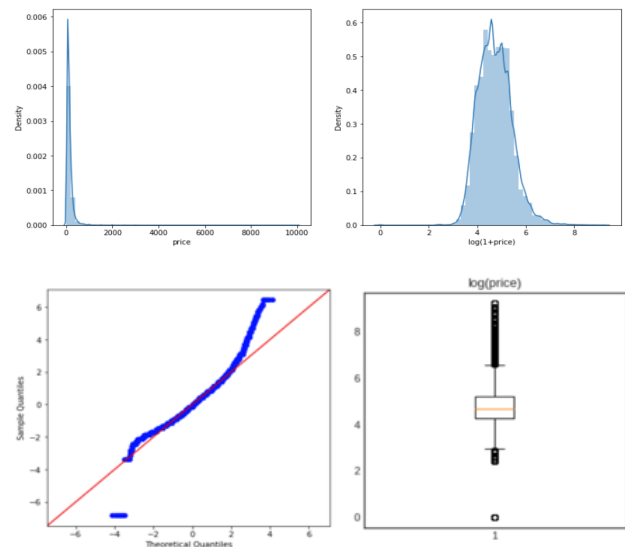 0.006
0.005
0.004
0.003
0.002
0.001
0.000
Density
0 2000 4000 6000 8000 10000
price
0.6
0.5
0.4
0.3
0.2
0.1
0.0
Density
0 2 4 6 8
log(1+price)
6
4
2
0
-2
-4
-6
Sample Quantiles
-6 -4 -2 0 2 4 6
Theoretical Quantiles
log(price)
8
6
4
2
0
1